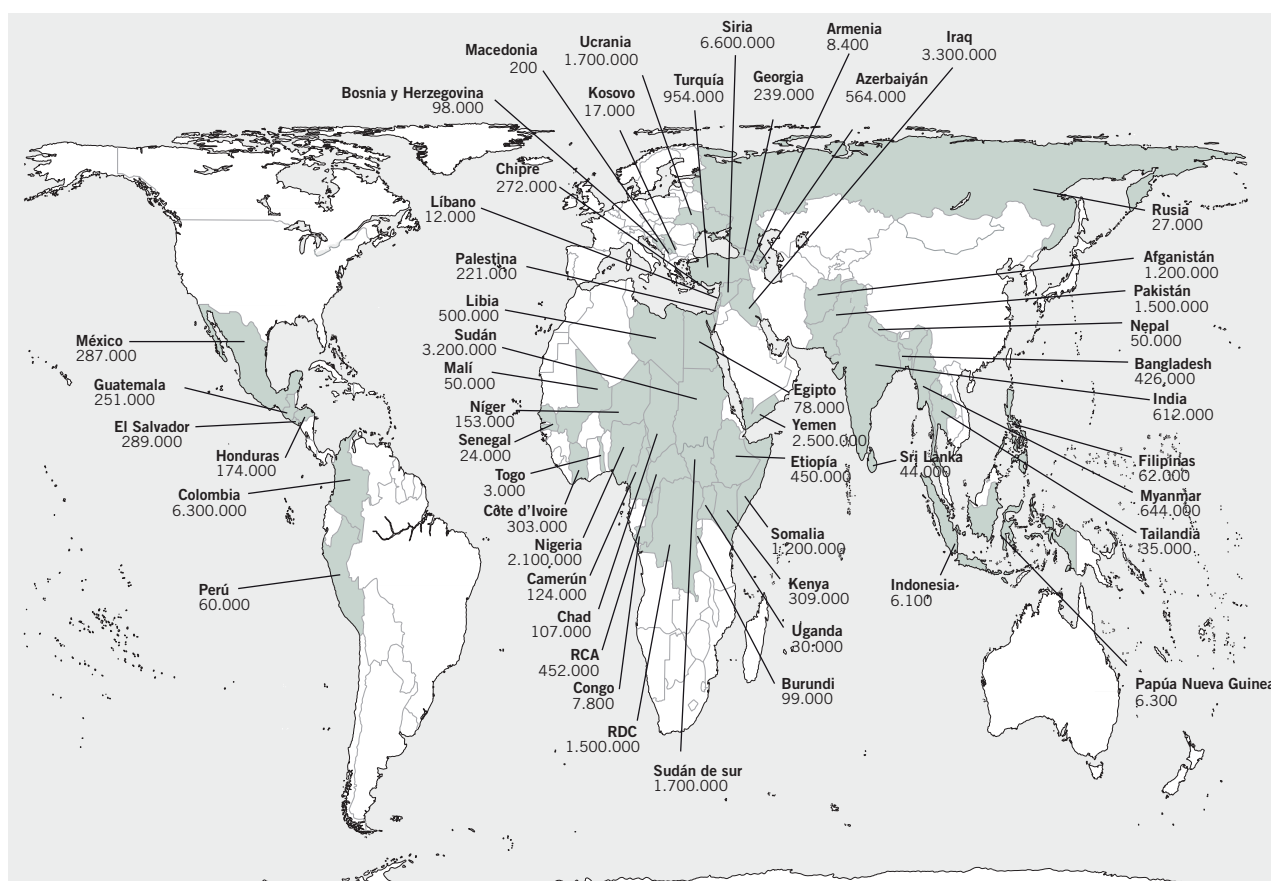 Siria
6.600.000
Armenia
8.400
Iraq
3.300.000
Ucrania
1.700.000
Macedonia
200
Turquía
954.000
Georgia
239.000
Azerbaiyán
564.000
Bosnia y Herzegovina
98.000
Kosovo
17.000
Chipre
272.000
Líbano
12.000
Rusia
27.000
Palestina
221.000
Afganistán
1.200.000
Libia
500.000
Pakistán
1.500.000
Sudán
3.200.000
Nepal
50.000
México
287.000
Malí
50.000
Bangladesh
426,000
Guatemala
251.000
Egipto
78.000
India
612.000
Níger
153.000
El Salvador
289.000
Yemen
2.500.000
Senegal
24.000
Honduras
174.000
Etiopía
450.000
Sri Lanka
44.000
Filipinas
62.000
Togo
3.000
Colombia
6.300.000
Myanmar
644.000
Côte d'Ivoire
303.000
Tailandia
35.000
Somalia
1.200.000
Nigeria
2.100.000
Camerún
124.000
Kenya
309.000
Indonesia
6.100
Perú
60.000
Chad
107.000
Uganda
30.000
RCA
452.000
Congo
7.800
Burundi
99.000
Papúa Nueva Guinea
6.300
RDC
1.500.000
Sudán de sur
1.700.000